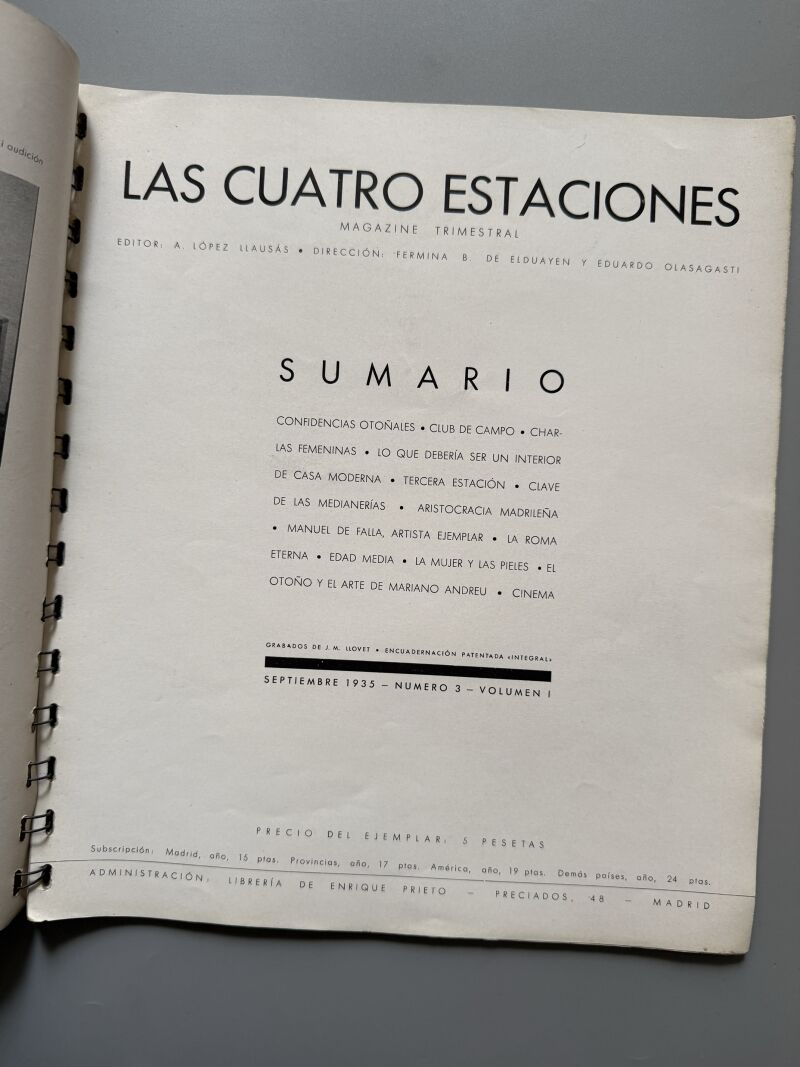 i audición
LAS CUATRO ESTACIONES
MAGAZINE TRIMESTRAL
EDITOR: A. LÓPEZ LLAUSÁS • DIRECCIÓN: FERMINA B. DE ELDUAYEN Y EDUARDO OLASAGASTI
SUMARIO
CONFIDENCIAS OTOÑALES • CLUB DE CAMPO • CHAR-
LAS FEMENINAS • LO QUE DEBERÍA SER UN INTERIOR
DE CASA MODERNA • TERCERA ESTACIÓN • CLAVE
DE LAS MEDIANERÍAS • ARISTOCRACIA MADRILEÑA
• MANUEL DE FALLA, ARTISTA EJEMPLAR • LA ROMA
ETERNA • EDAD MEDIA • LA MUJER Y LAS PIELES • EL
OTOÑO Y EL ARTE DE MARIANO ANDREU • CINEMA
GRABADOS DE J. M. LLOVET • ENCUADERNACIÓN PATENTADA «INTEGRAL»
SEPTIEMBRE 1935 – NUMERO 3 – VOLUMEN I
PRECIO DEL EJEMPLAR: 5 PESETAS
Subscripción: Madrid, año, 15 ptas. Provincias, año, 17 ptas. América, año, 19 ptas. Demás países, año, 24 ptas.
ADMINISTRACIÓN: LIBRERÍA DE ENRIQUE PRIETO – PRECIADOS, 48 – MADRID